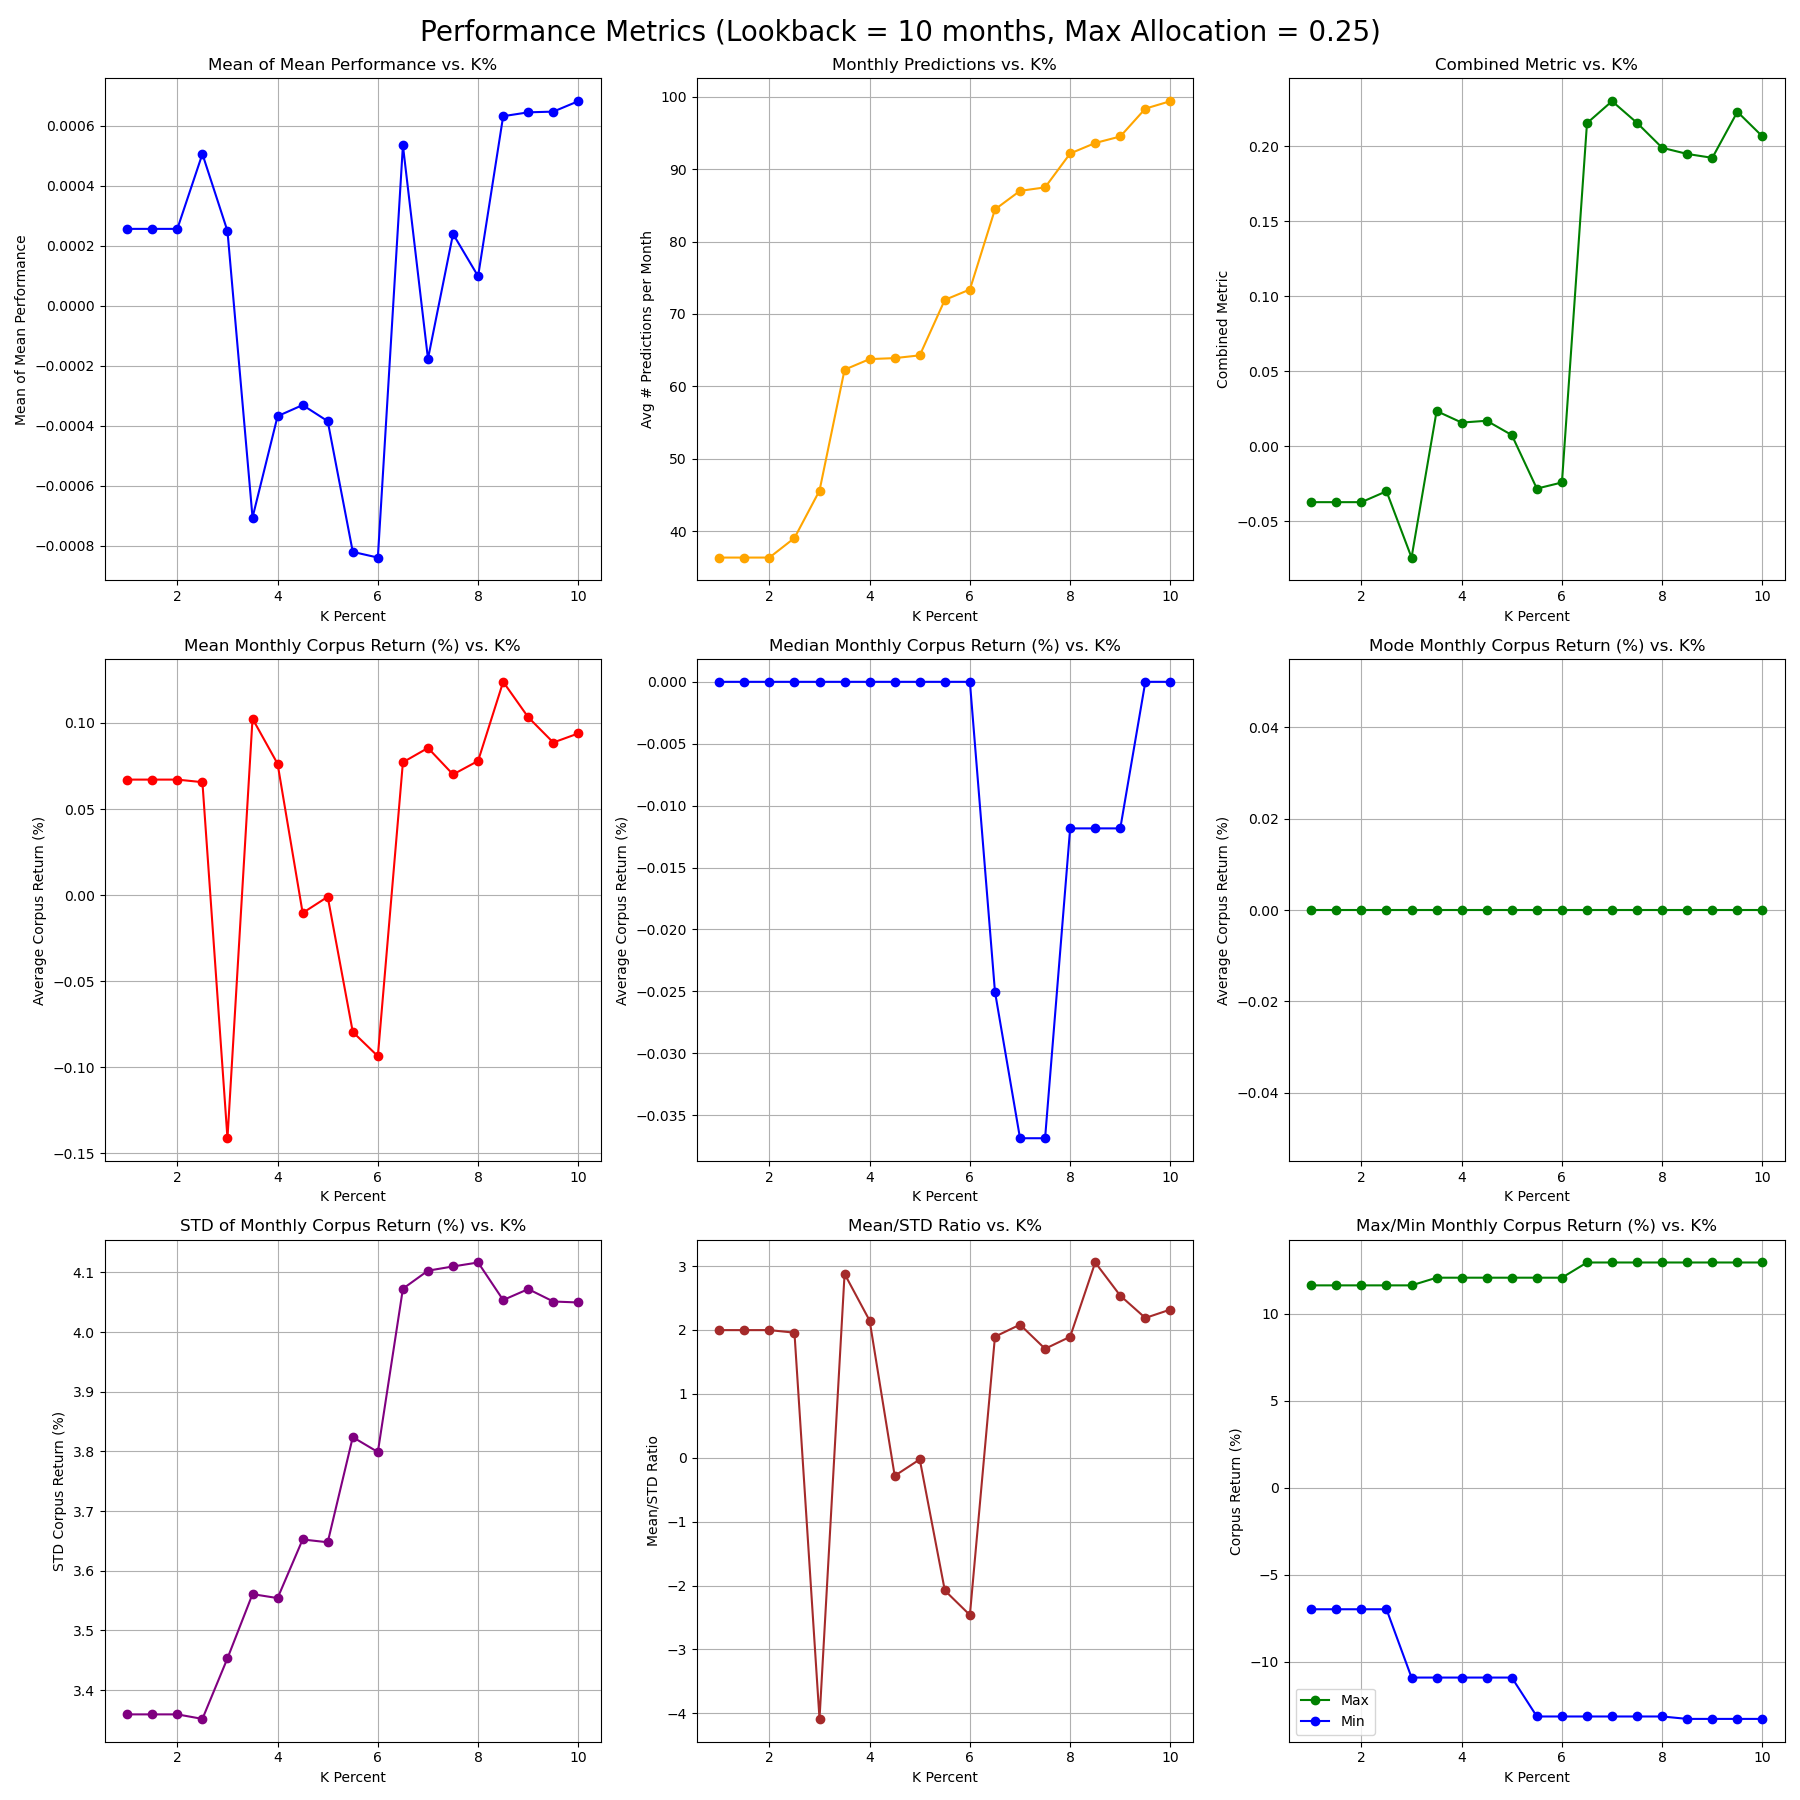 Performance Metrics (Lookback = 10 months, Max Allocation = 0.25)
Mean of Mean Performance vs. K%
Mean of Mean Performance
0.0006
0.0004
0.0002
0.0000
−0.0002
−0.0004
−0.0006
−0.0008
2 4 6 8 10
K Percent
Monthly Predictions vs. K%
Avg # Predictions per Month
100
90
80
70
60
50
40
2 4 6 8 10
K Percent
Combined Metric vs. K%
Combined Metric
0.20
0.15
0.10
0.05
0.00
−0.05
2 4 6 8 10
K Percent
Mean Monthly Corpus Return (%) vs. K%
Average Corpus Return (%)
0.10
0.05
0.00
−0.05
−0.10
−0.15
2 4 6 8 10
K Percent
Median Monthly Corpus Return (%) vs. K%
Average Corpus Return (%)
0.000
−0.005
−0.010
−0.015
−0.020
−0.025
−0.030
−0.035
2 4 6 8 10
K Percent
Mode Monthly Corpus Return (%) vs. K%
Average Corpus Return (%)
0.04
0.02
0.00
−0.02
−0.04
2 4 6 8 10
K Percent
STD of Monthly Corpus Return (%) vs. K%
STD Corpus Return (%)
4.1
4.0
3.9
3.8
3.7
3.6
3.5
3.4
2 4 6 8 10
K Percent
Mean/STD Ratio vs. K%
Mean/STD Ratio
3
2
1
0
−1
−2
−3
−4
2 4 6 8 10
K Percent
Max/Min Monthly Corpus Return (%) vs. K%
Corpus Return (%)
10
5
0
−5
−10
Max
Min
2 4 6 8 10
K Percent